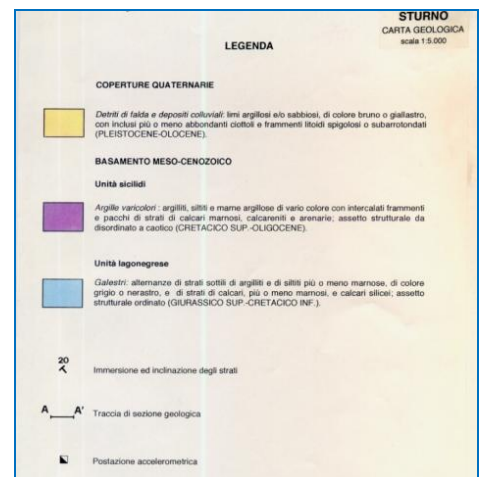 STURNO
CARTA GEOLOGICA
scala 1:5.000
LEGENDA
COPERTURE QUATERNARIE
Detriti di falda e depositi colluviali: limi argillosi e/o sabbiosi, di colore bruno o giallastro,
con inclusi più o meno abbondanti ciottoli e frammenti litoidi spigolosi o subarrotondati
(PLEISTOCENE-OLOCENE).
BASAMENTO MESO-CENOZOICO
Unità sicilidi
Argille varicolori : argilliti, siltiti e marne argillose di vario colore con intercalati frammenti
e pacchi di strati di calcari marnosi, calcareniti e arenarie; assetto strutturale da
disordinato a caotico (CRETACICO SUP.-OLIGOCENE).
Unità lagonegrese
Galestri: alternanze di strati sottili di argilliti e di siltiti più o meno marnose, di colore
grigio o nerastro, e di strati di calcari, più o meno marnosi, e calcari silicei; assetto
strutturale ordinato (GIURASSICO SUP.-CRETACICO INF.).
20
Immersione ed inclinazione degli strati
A A' Traccia di sezione geologica
Postazione accelerometrica